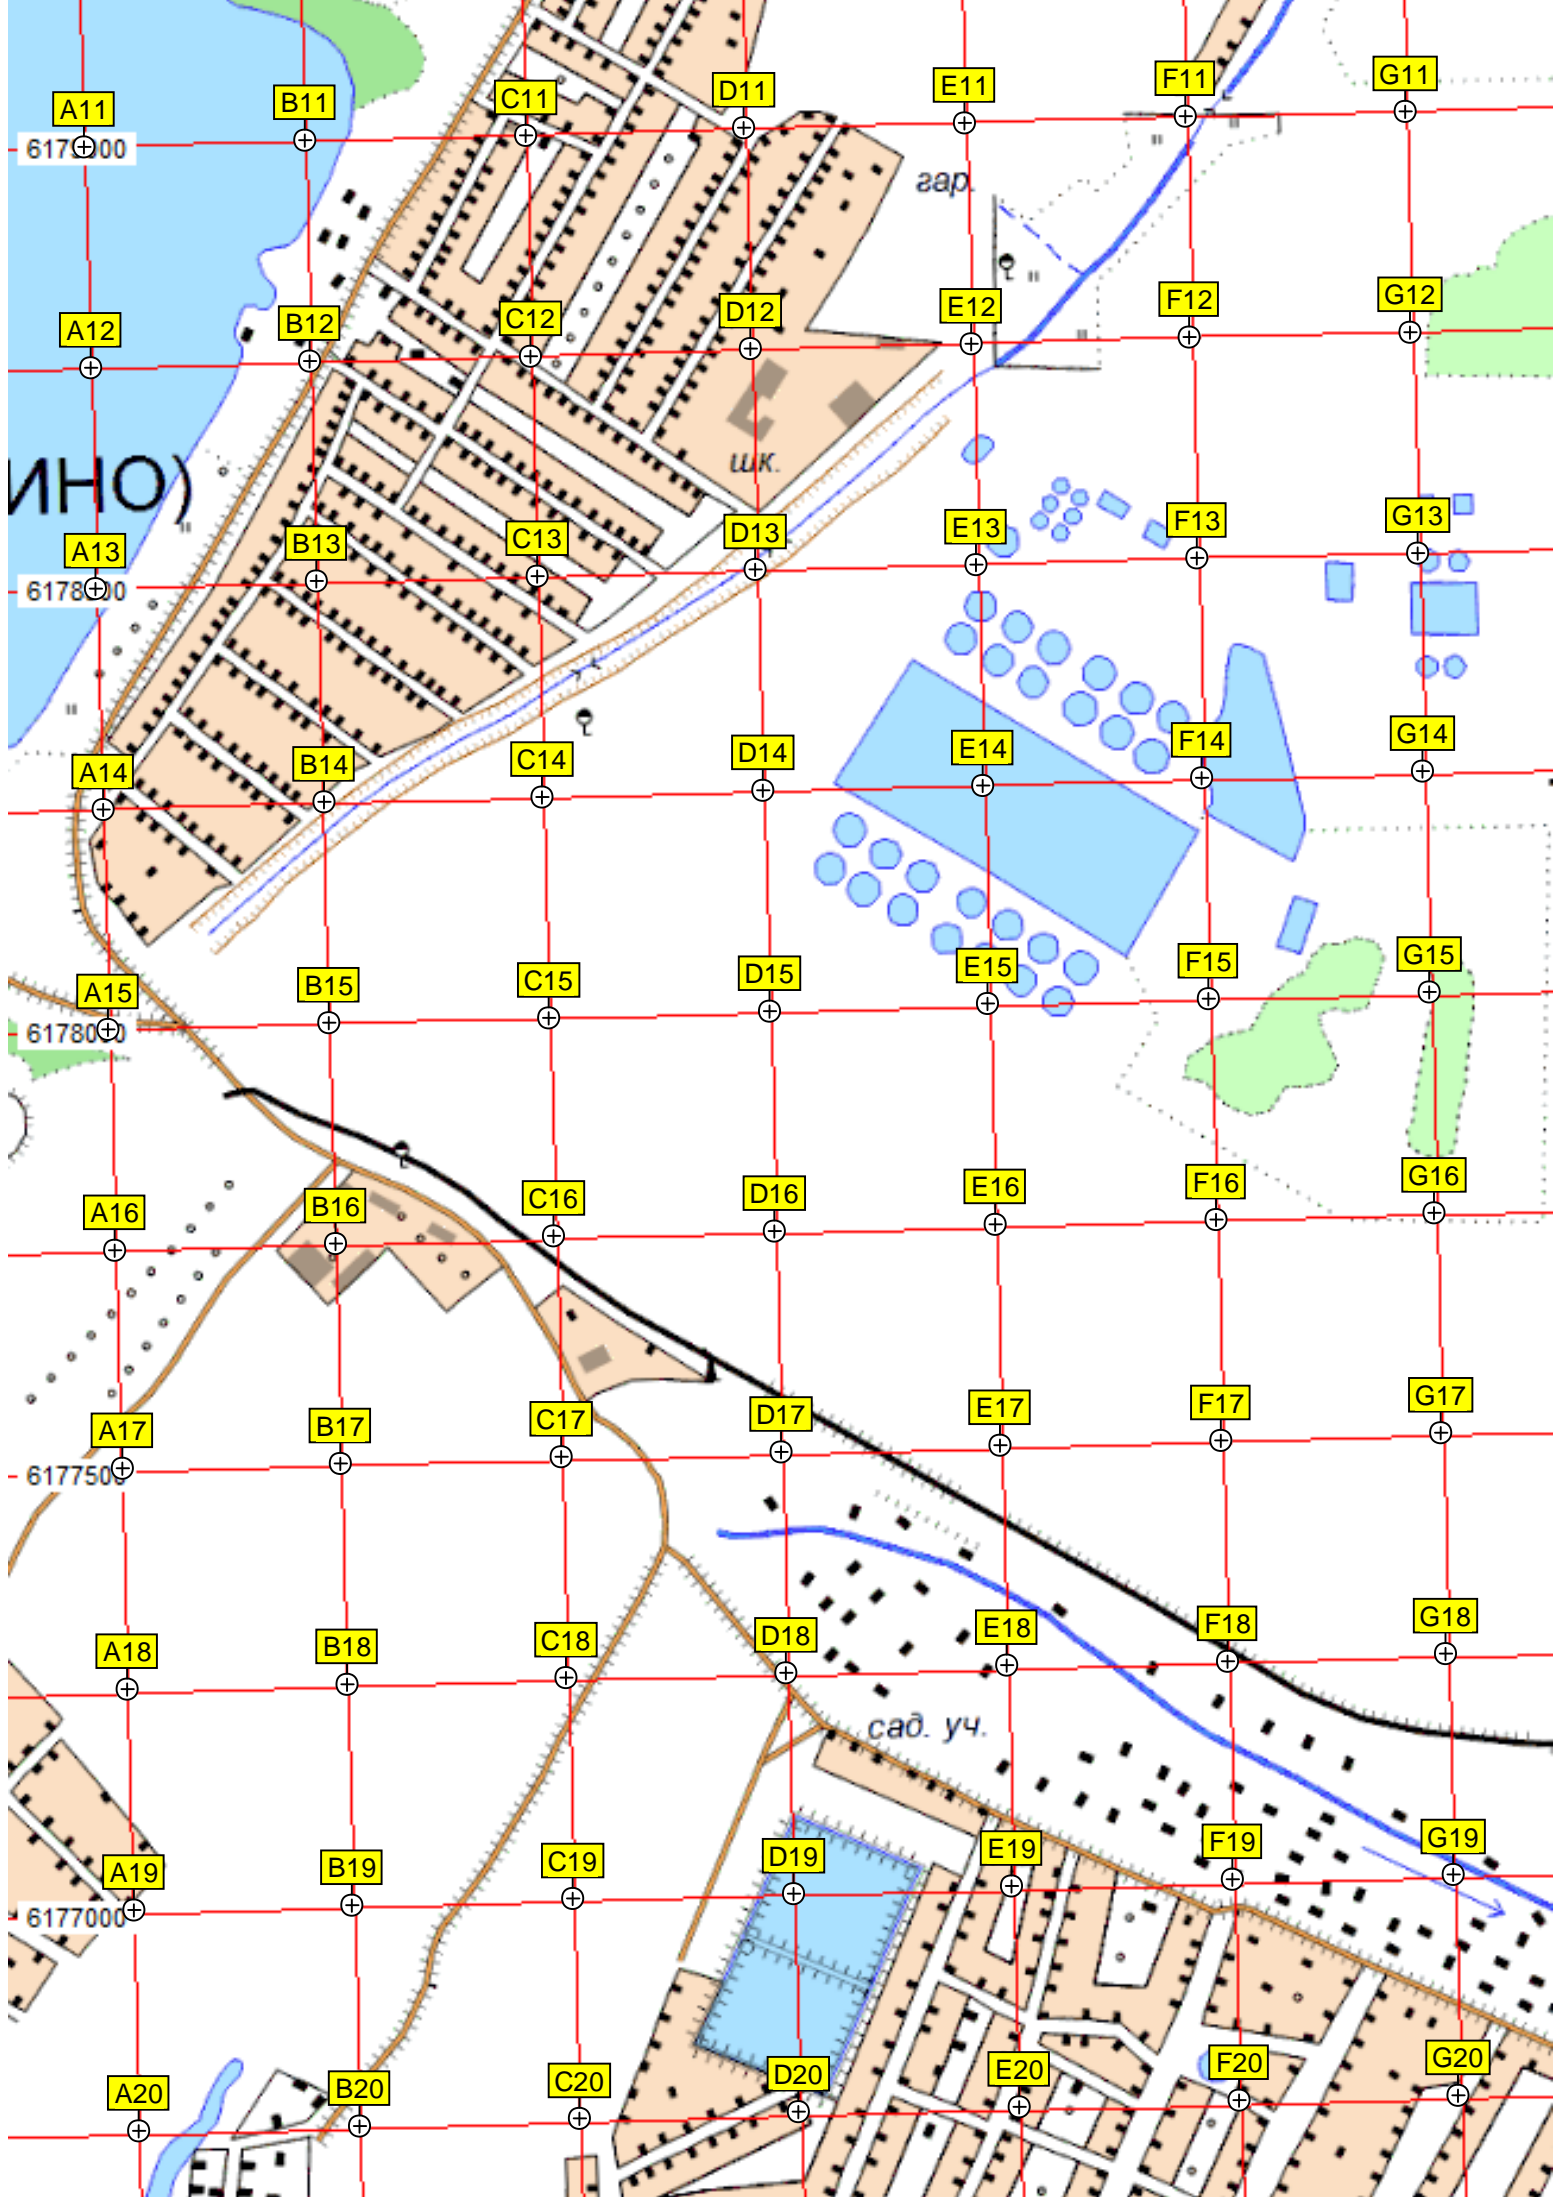 A11 B11 C11 D11 E11 F11 G11
гар.
A12 B12 C12 D12 E12 F12 G12
шк.
ИНО)
A13 B13 C13 D13 E13 F13 G13
A14 B14 C14 D14 E14 F14 G14
A15 B15 C15 D15 E15 F15 G15
A16 B16 C16 D16 E16 F16 G16
A17 B17 C17 D17 E17 F17 G17
6177500
A18 B18 C18 D18 E18 F18 G18
сад. уч.
A19 B19 C19 D19 E19 F19 G19
6177000
A20 B20 C20 D20 E20 F20 G20